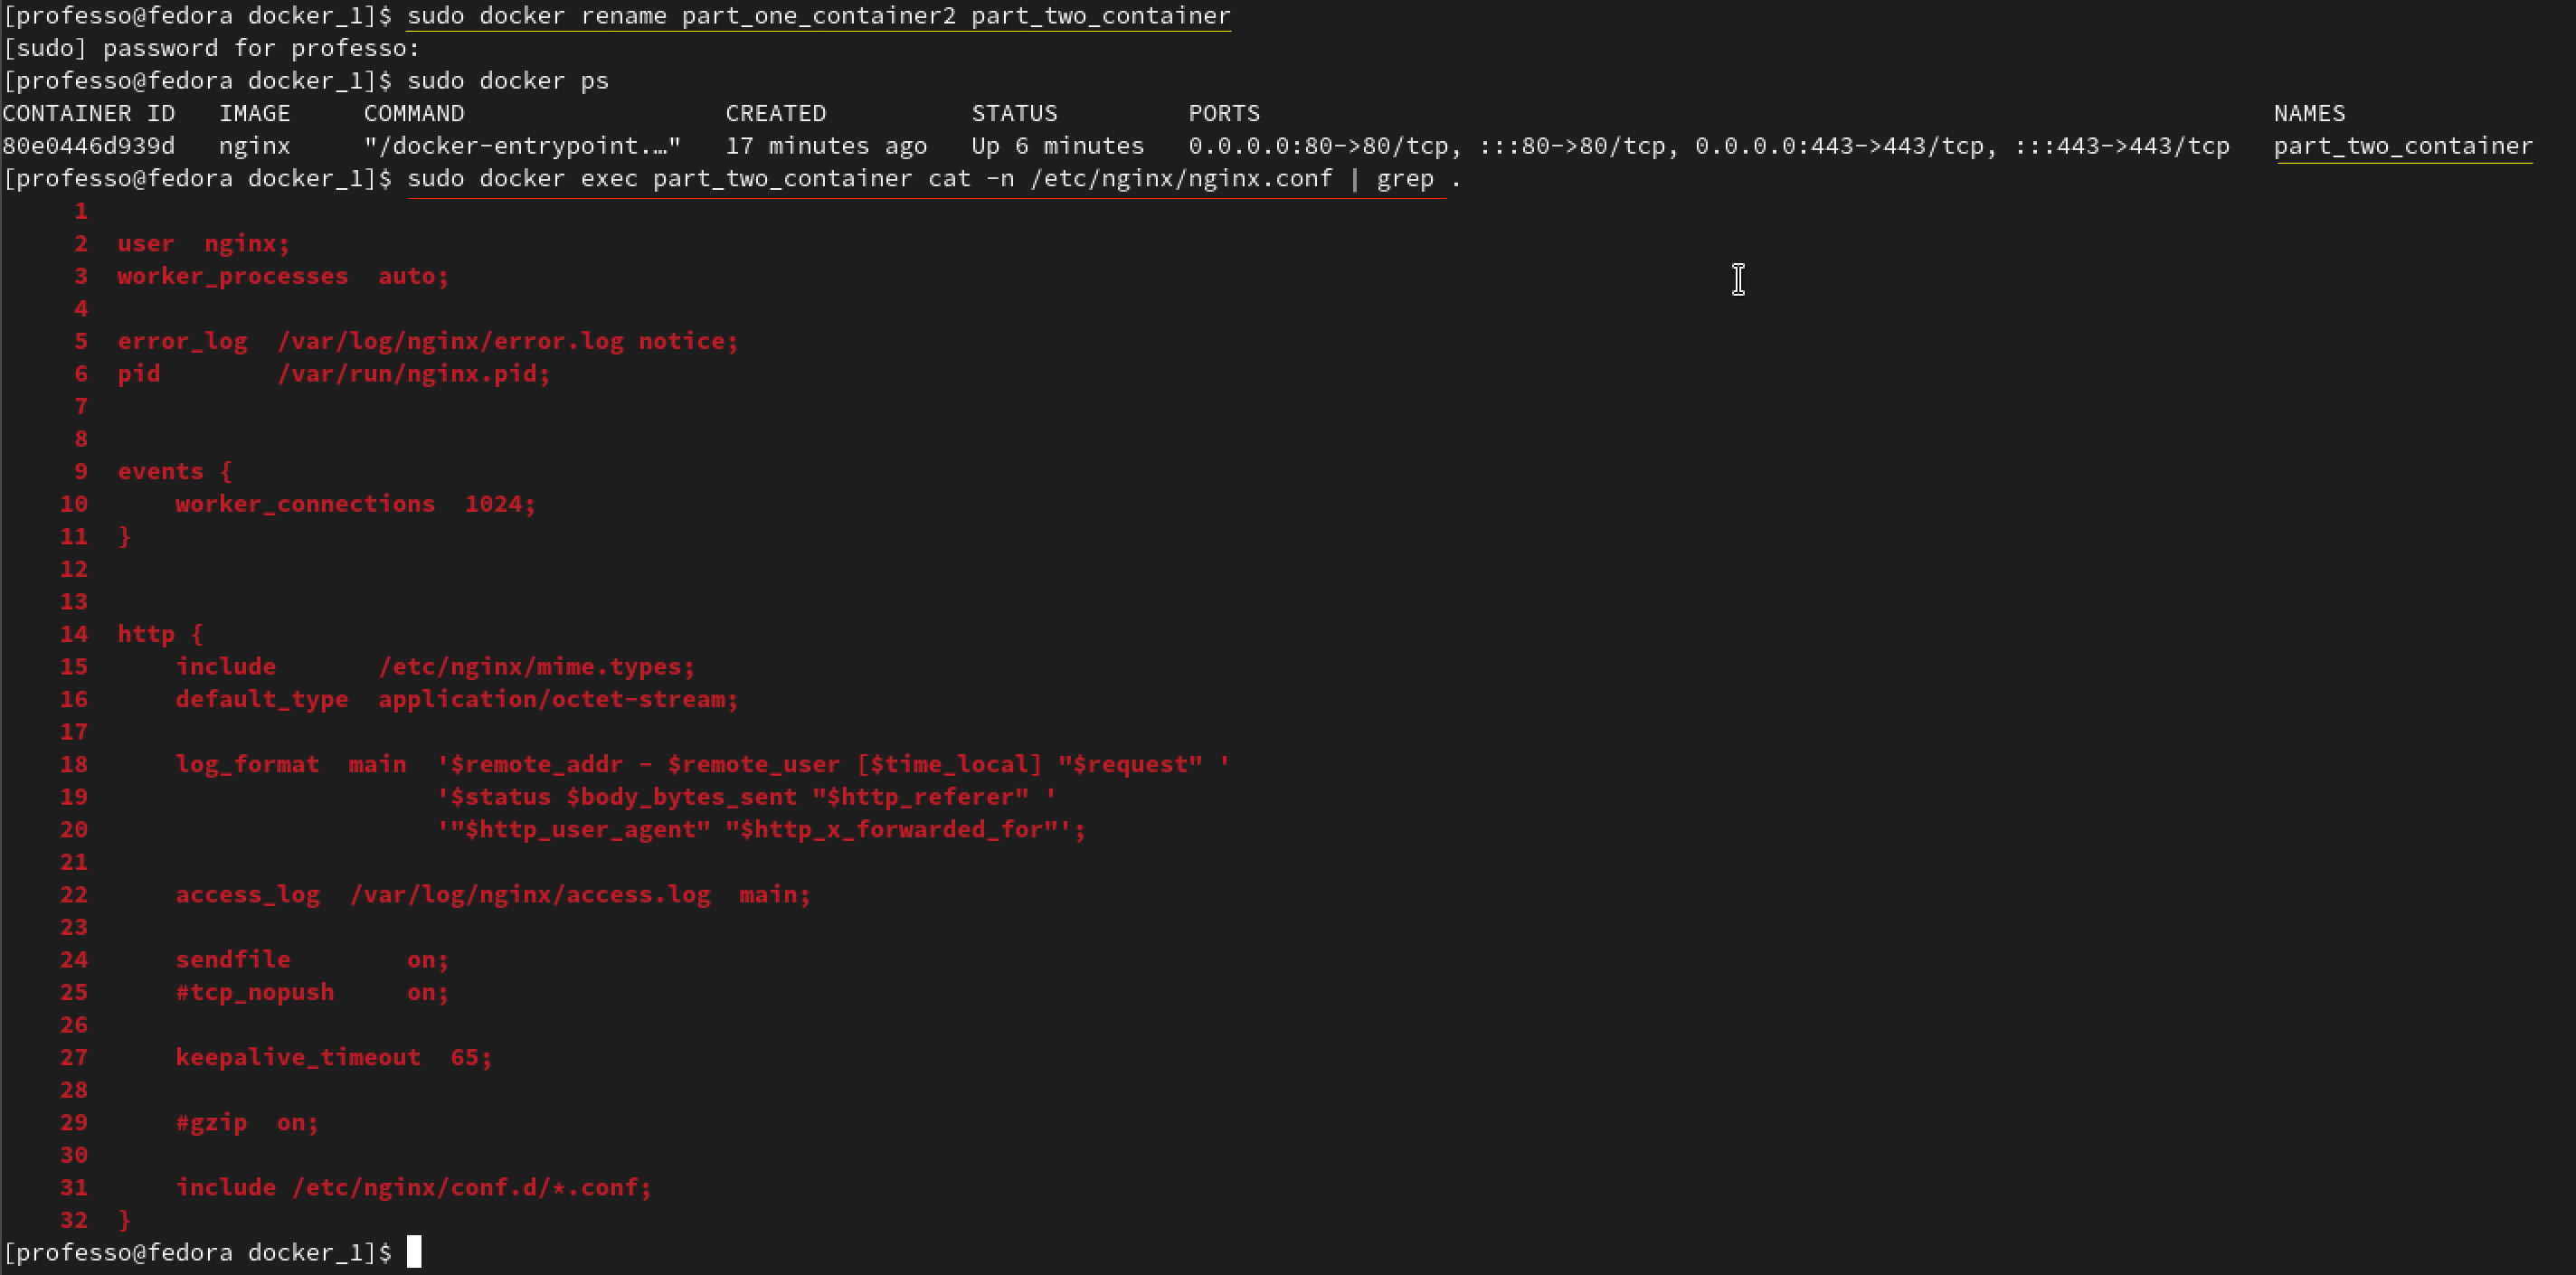 [professo@fedora docker_1]$ sudo docker rename part_one_container2 part_two_container
[sudo] password for professo:
[professo@fedora docker_1]$ sudo docker ps
CONTAINER ID   IMAGE     COMMAND                  CREATED          STATUS         PORTS                                                                      NAMES
80e0446d939d   nginx     "/docker-entrypoint.…"   17 minutes ago   Up 6 minutes   0.0.0.0:80->80/tcp, :::80->80/tcp, 0.0.0.0:443->443/tcp, :::443->443/tcp   part_two_container
[professo@fedora docker_1]$ sudo docker exec part_two_container cat -n /etc/nginx/nginx.conf | grep .
     1
     2  user  nginx;
     3  worker_processes  auto;
     4
     5  error_log  /var/log/nginx/error.log notice;
     6  pid        /var/run/nginx.pid;
     7
     8
     9  events {
    10      worker_connections  1024;
    11  }
    12
    13
    14  http {
    15      include       /etc/nginx/mime.types;
    16      default_type  application/octet-stream;
    17
    18      log_format  main  '$remote_addr - $remote_user [$time_local] "$request" '
    19                        '$status $body_bytes_sent "$http_referer" '
    20                        '"$http_user_agent" "$http_x_forwarded_for"';
    21
    22      access_log  /var/log/nginx/access.log  main;
    23
    24      sendfile        on;
    25      #tcp_nopush     on;
    26
    27      keepalive_timeout  65;
    28
    29      #gzip  on;
    30
    31      include /etc/nginx/conf.d/*.conf;
    32  }
[professo@fedora docker_1]$